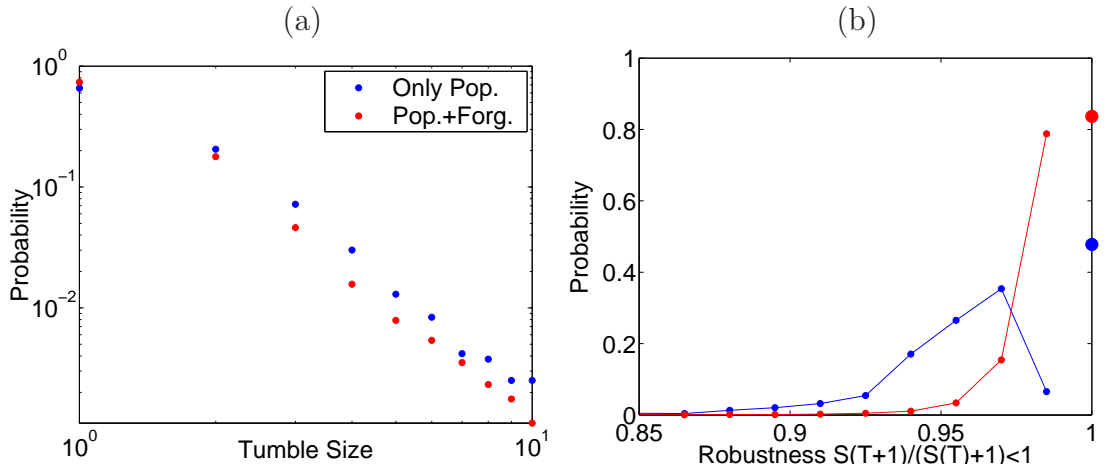 (a)
10^0
10^-1
10^-2
Probability
10^0
10^1
Tumble Size
Only Pop.
Pop.+Forg.
(b)
1
0.8
0.6
0.4
0.2
0
Probability
0.85
0.9
0.95
1
Robustness S(T+1)/(S(T)+1)<1